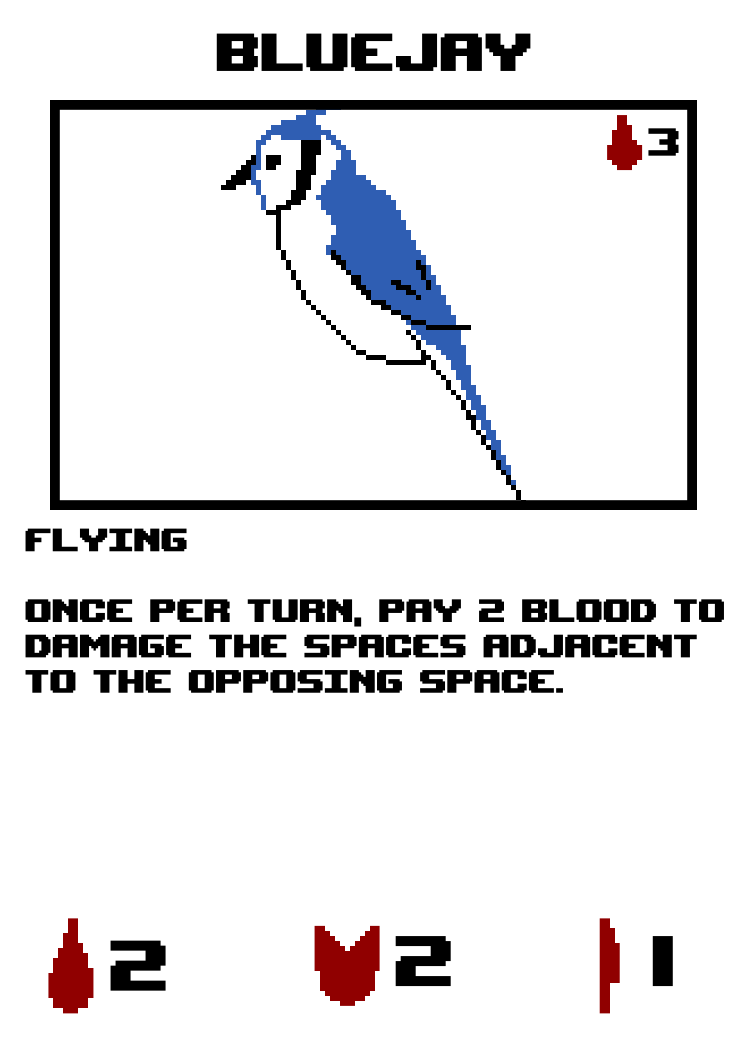 BLUEJAY
3
FLYING
ONCE PER TURN, PAY 2 BLOOD TO
DAMAGE THE SPACES ADJACENT
TO THE OPPOSING SPACE.
2 2 1